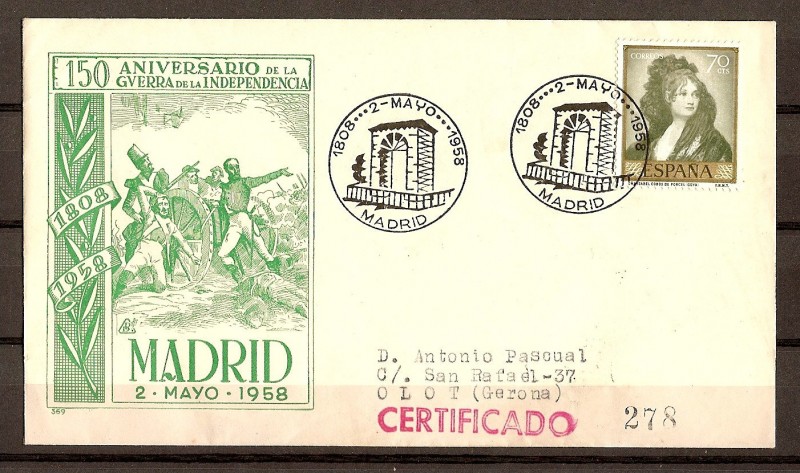 150 ANIVERSARIO DE LA
GVERRA DE LA INDEPENDENCIA
1808
1958
MADRID
2 · MAYO · 1958
569
1808···2-MAYO···1958
MADRID
1808···2-MAYO···1958
MADRID
CORREOS
70
CTS
ESPAÑA
D. Antonio Pascual
C/. San Rafael-37
O L O T (Gerona)
CERTIFICADO
278